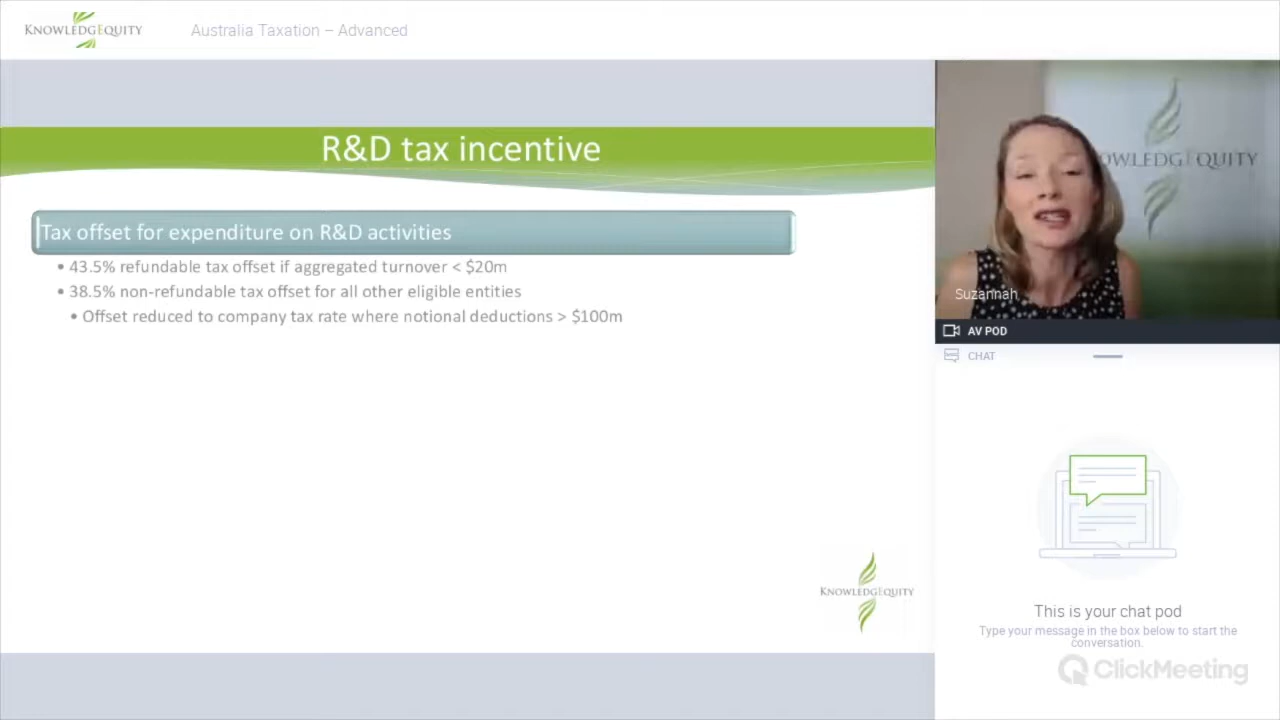 KNOWLEDGEQUITY
Australia Taxation – Advanced
R&D tax incentive
Tax offset for expenditure on R&D activities
• 43.5% refundable tax offset if aggregated turnover < $20m
• 38.5% non-refundable tax offset for all other eligible entities
• Offset reduced to company tax rate where notional deductions > $100m
KNOWLEDGEQUITY
OWLEDGEQUITY
Suzannah
AV POD
CHAT
This is your chat pod
Type your message in the box below to start the
conversation.
ClickMeeting